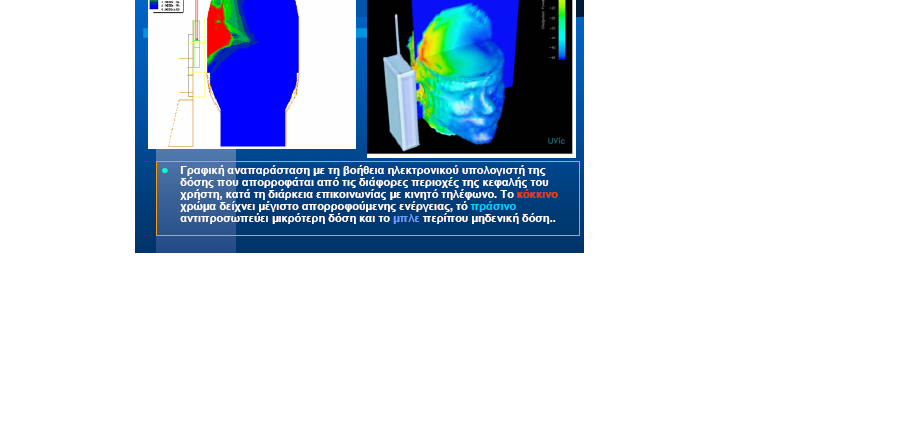 UVic
Γραφική αναπαράσταση με τη βοήθεια ηλεκτρονικού υπολογιστή της
δόσης που απορροφάται από τις διάφορες περιοχές της κεφαλής του
χρήστη, κατά τη διάρκεια επικοινωνίας με κινητό τηλέφωνο. Το κόκκινο
χρώμα δείχνει μέγιστο απορροφούμενης ενέργειας, τό πράσινο
αντιπροσωπεύει μικρότερη δόση και το μπλε περίπου μηδενική δόση..